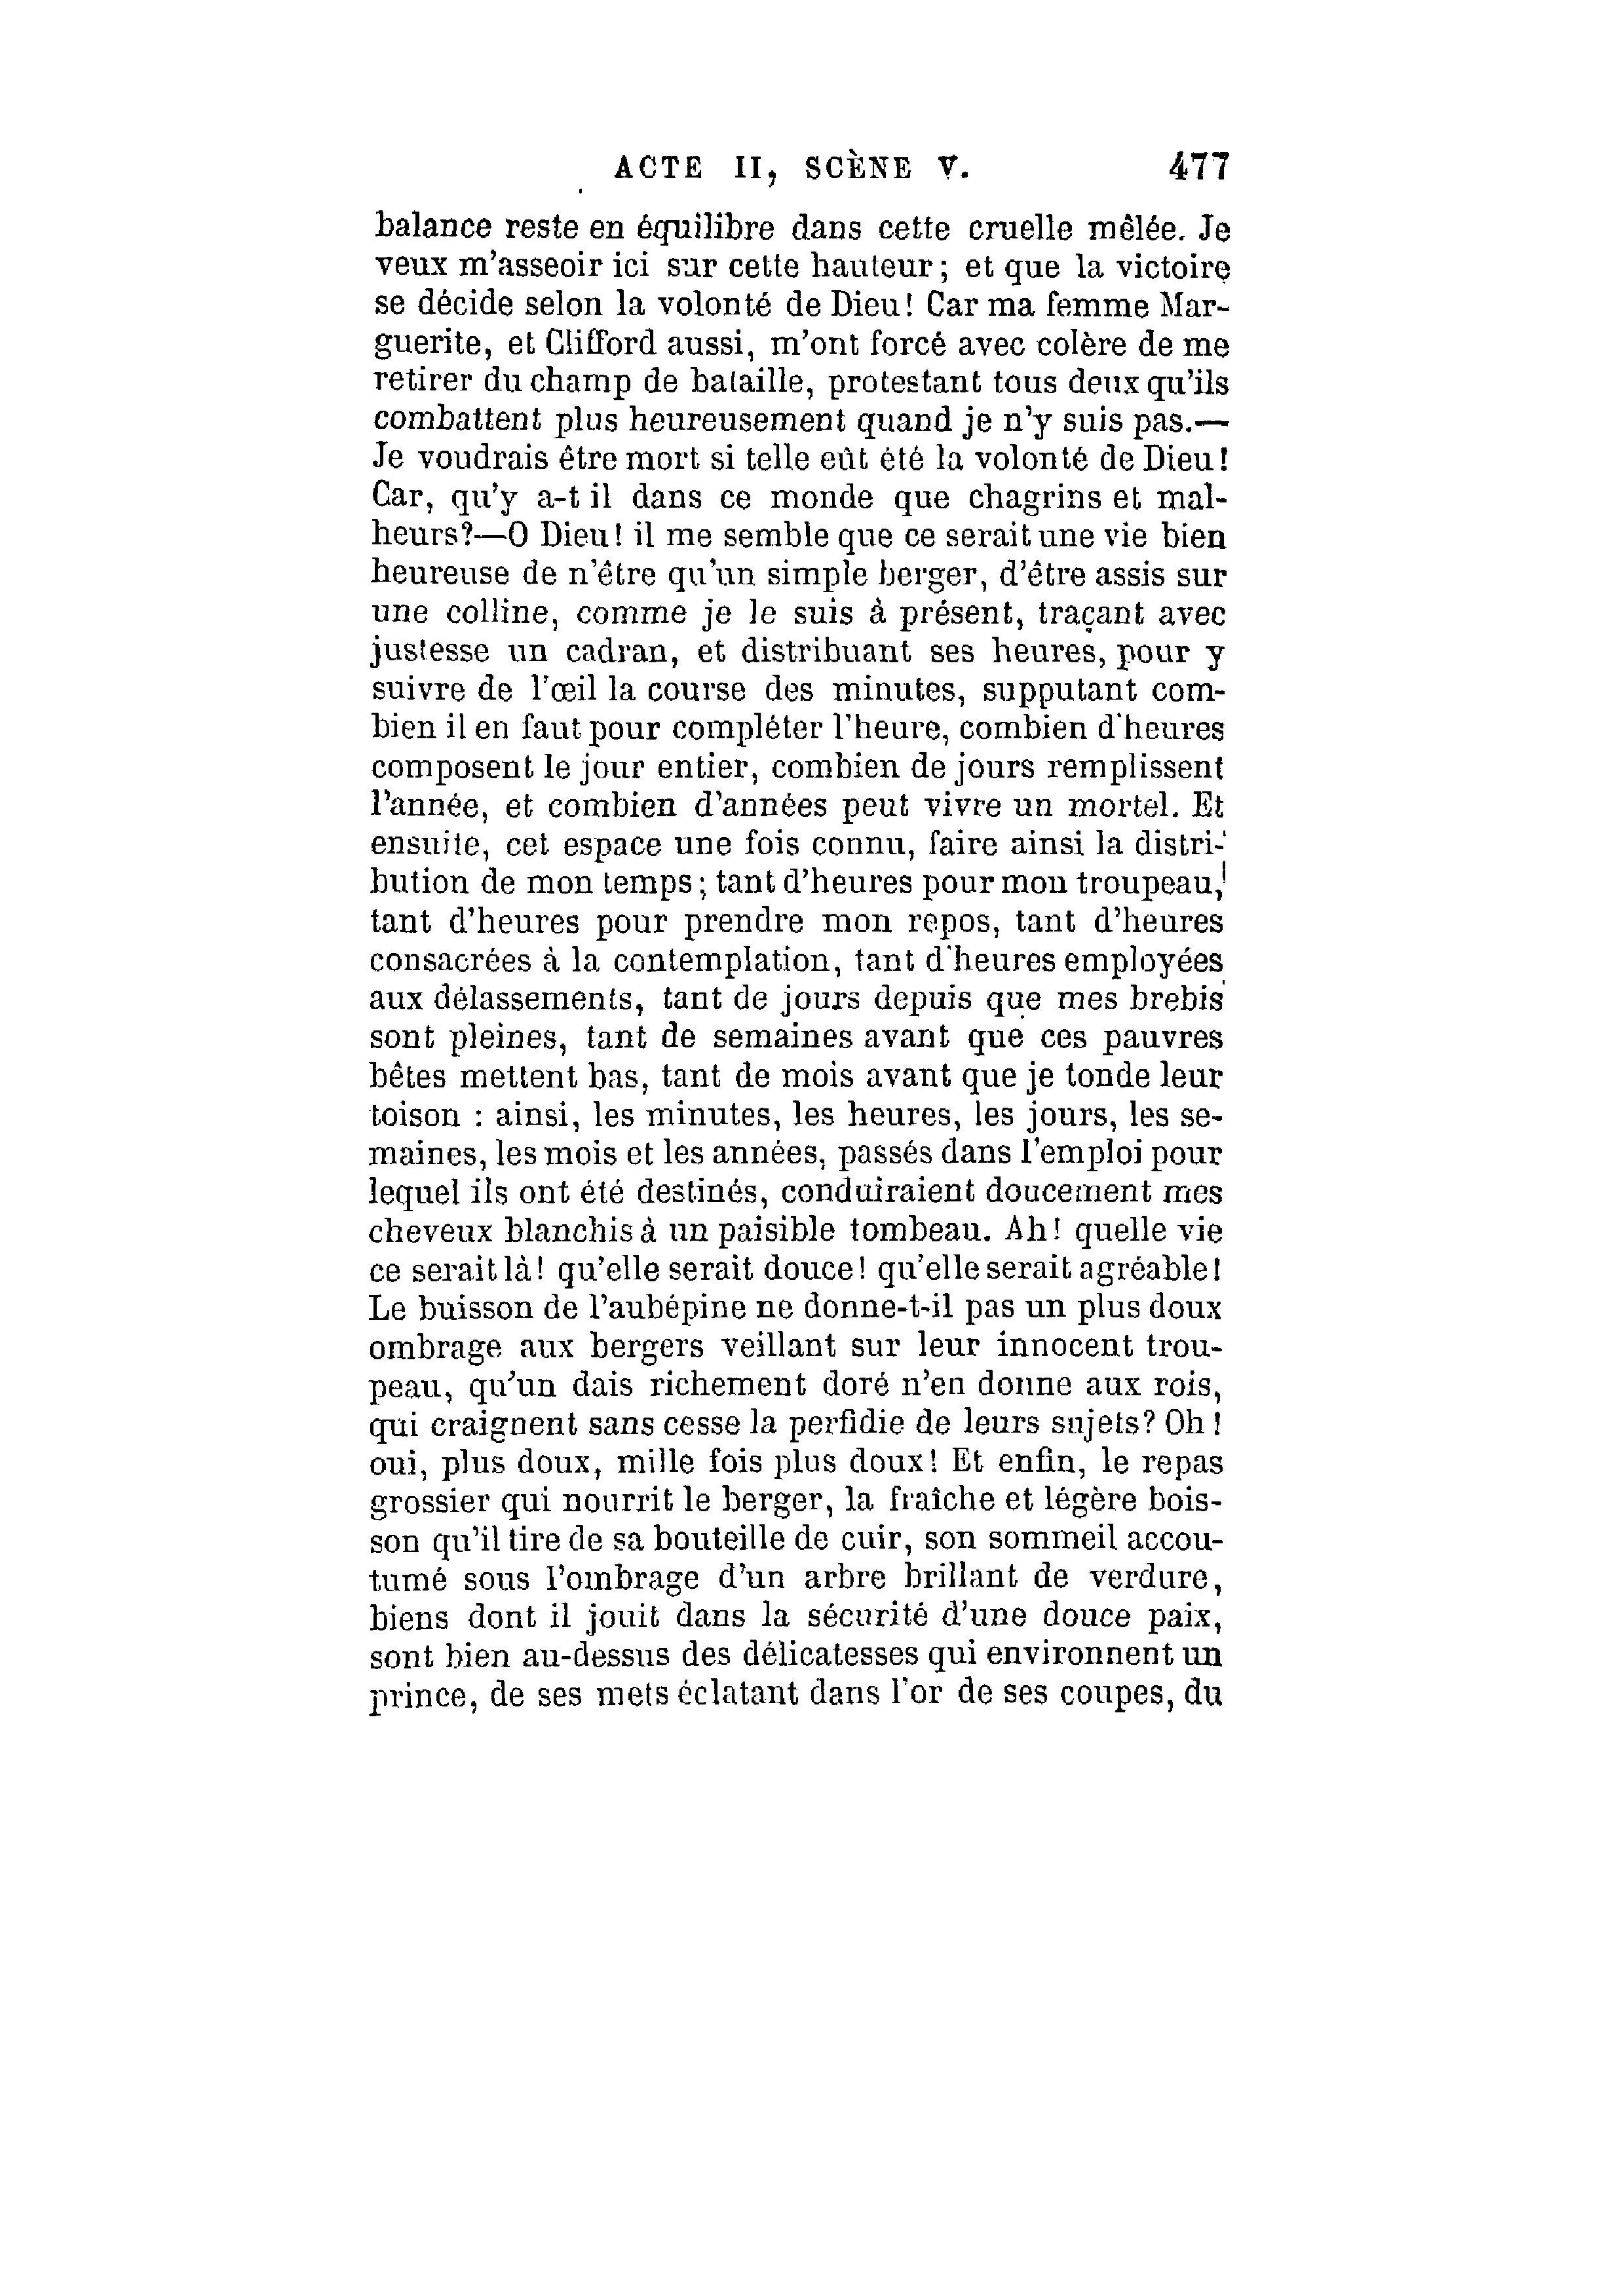 ACTE II, SCÈNE V. 477
balance reste en équilibre dans cette cruelle mêlée. Je
veux m'asseoir ici sur cette hauteur; et que la victoire
se décide selon la volonté de Dieu! Car ma femme Mar-
guerite, et Clifford aussi, m'ont forcé avec colère de me
retirer du champ de bataille, protestant tous deux qu'ils
combattent plus heureusement quand je n'y suis pas.—
Je voudrais être mort si telle eût été la volonté de Dieu!
Car, qu'y a-t il dans ce monde que chagrins et mal-
heurs?—O Dieu! il me semble que ce serait une vie bien
heureuse de n'être qu'un simple berger, d'être assis sur
une colline, comme je le suis à présent, traçant avec
justesse un cadran, et distribuant ses heures, pour y
suivre de l'œil la course des minutes, supputant com-
bien il en faut pour compléter l'heure, combien d'heures
composent le jour entier, combien de jours remplissent
l'année, et combien d'années peut vivre un mortel. Et
ensuite, cet espace une fois connu, faire ainsi la distri-
bution de mon temps; tant d'heures pour mon troupeau,
tant d'heures pour prendre mon repos, tant d'heures
consacrées à la contemplation, tant d'heures employées
aux délassements, tant de jours depuis que mes brebis
sont pleines, tant de semaines avant que ces pauvres
bêtes mettent bas, tant de mois avant que je tonde leur
toison : ainsi, les minutes, les heures, les jours, les se-
maines, les mois et les années, passés dans l'emploi pour
lequel ils ont été destinés, conduiraient doucement mes
cheveux blanchis à un paisible tombeau. Ah! quelle vie
ce serait là! qu'elle serait douce! qu'elle serait agréable!
Le buisson de l'aubépine ne donne-t-il pas un plus doux
ombrage aux bergers veillant sur leur innocent trou-
peau, qu'un dais richement doré n'en donne aux rois,
qui craignent sans cesse la perfidie de leurs sujets? Oh!
oui, plus doux, mille fois plus doux! Et enfin, le repas
grossier qui nourrit le berger, la fraîche et légère bois-
son qu'il tire de sa bouteille de cuir, son sommeil accou-
tumé sous l'ombrage d'un arbre brillant de verdure,
biens dont il jouit dans la sécurité d'une douce paix,
sont bien au-dessus des délicatesses qui environnent un
prince, de ses mets éclatant dans l'or de ses coupes, du